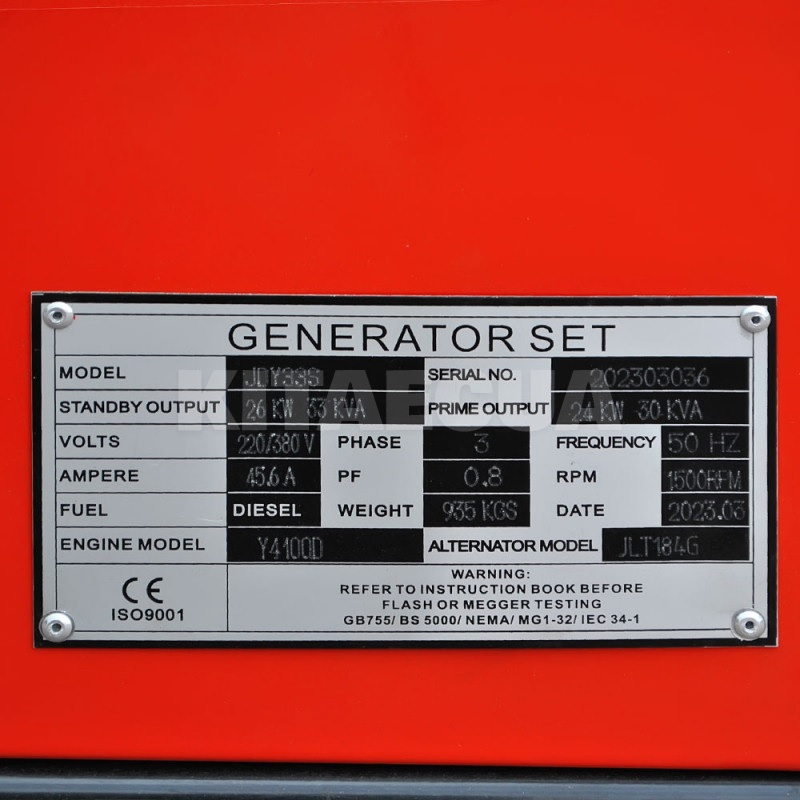 GENERATOR SET
MODEL JDY33S SERIAL NO. 202303036
STANDBY OUTPUT 26 KW 33 KVA PRIME OUTPUT 24 KW 30 KVA
VOLTS 220/380 V PHASE 3 FREQUENCY 50 HZ
AMPERE 45.6 A PF 0.8 RPM 1500RPM
FUEL DIESEL WEIGHT 935 KGS DATE 2023.03
ENGINE MODEL Y4100D ALTERNATOR MODEL JLT184G
CE
ISO9001
WARNING:
REFER TO INSTRUCTION BOOK BEFORE
FLASH OR MEGGER TESTING
GB755/ BS 5000/ NEMA/ MG1-32/ IEC 34-1
KITAECUA